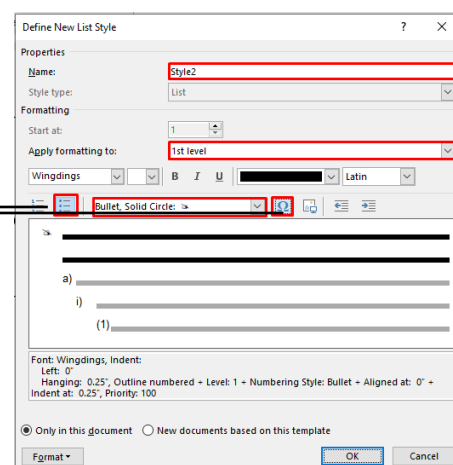 Define New List Style ? ×
Properties
Name: Style2
Style type: List
Formatting
Start at: 1
Apply formatting to: 1st level
Wingdings B I U Latin
Bullet, Solid Circle: Ω
a)
i)
(1)
Font: Wingdings, Indent:
Left: 0"
Hanging: 0.25", Outline numbered + Level: 1 + Numbering Style: Bullet + Aligned at: 0" +
Indent at: 0.25", Priority: 100
Only in this document New documents based on this template
Format OK Cancel